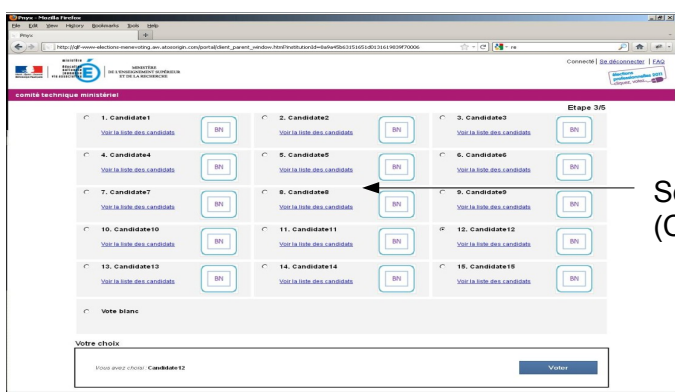 Pnyx - Mozilla Firefox
File Edit View History Bookmarks Tools Help
Pnyx
Connecté | Se déconnecter | FAQ
MINISTÈRE
DE L'ENSEIGNEMENT SUPÉRIEUR
ET DE LA RECHERCHE
comité technique ministériel
Etape 3/5
1. Candidate1 BN 2. Candidate2 BN 3. Candidate3 BN
Voir la liste des candidats Voir la liste des candidats Voir la liste des candidats
4. Candidate4 BN 5. Candidate5 BN 6. Candidate6 BN
Voir la liste des candidats Voir la liste des candidats Voir la liste des candidats
7. Candidate7 BN 8. Candidate8 BN 9. Candidate9 BN
Voir la liste des candidats Voir la liste des candidats Voir la liste des candidats
10. Candidate10 BN 11. Candidate11 BN 12. Candidate12 BN
Voir la liste des candidats Voir la liste des candidats Voir la liste des candidats
13. Candidate13 BN 14. Candidate14 BN 15. Candidate15 BN
Voir la liste des candidats Voir la liste des candidats Voir la liste des candidats
Vote blanc
Votre choix
Vous avez choisi : Candidate12 Voter